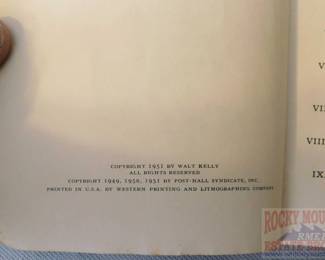 COPYRIGHT 1951 BY WALT KELLY
ALL RIGHTS RESERVED
COPYRIGHT 1949, 1950, 1951 BY POST-HALL SYNDICATE, INC.
PRINTED IN U.S.A. BY WESTERN PRINTING AND LITHOGRAPHING COMPANY
V
VI
VIII
IX
ROCKY MOU
ESTATE